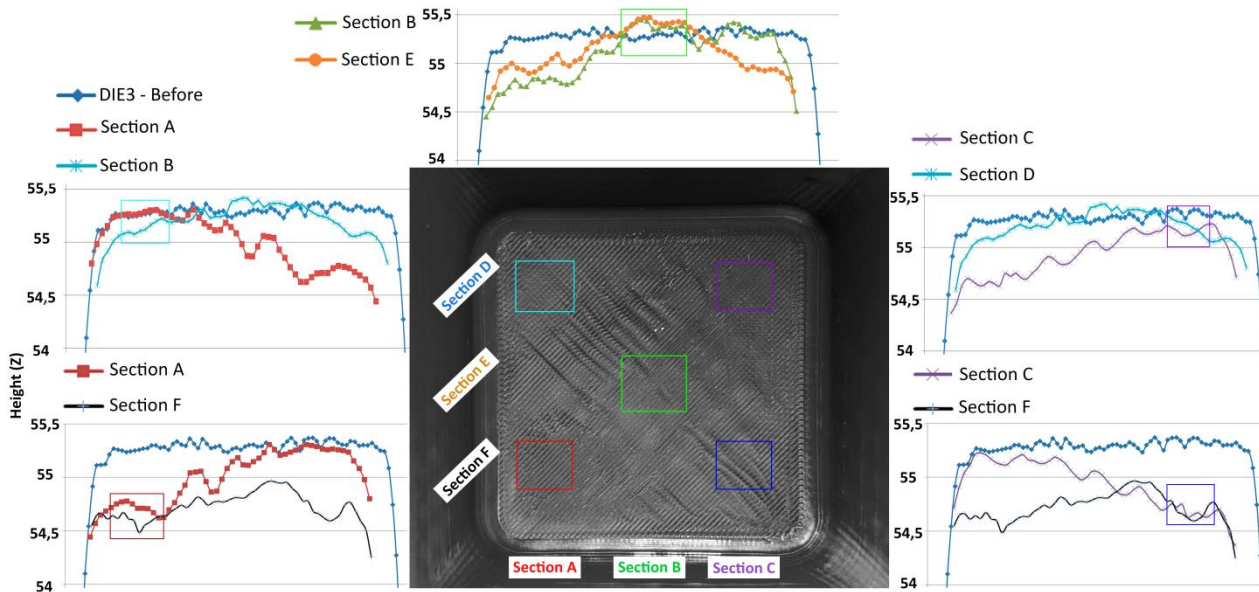 Section B
Section E
55,5
55
54,5
54
DIE3 - Before
Section A
Section B
55,5
55
54,5
54
Section C
Section D
55,5
55
54,5
54
Section D
Section E
Section F
Section A
Section B
Section C
Height (Z)
Section A
Section F
55,5
55
54,5
54
Section C
Section F
55,5
55
54,5
54